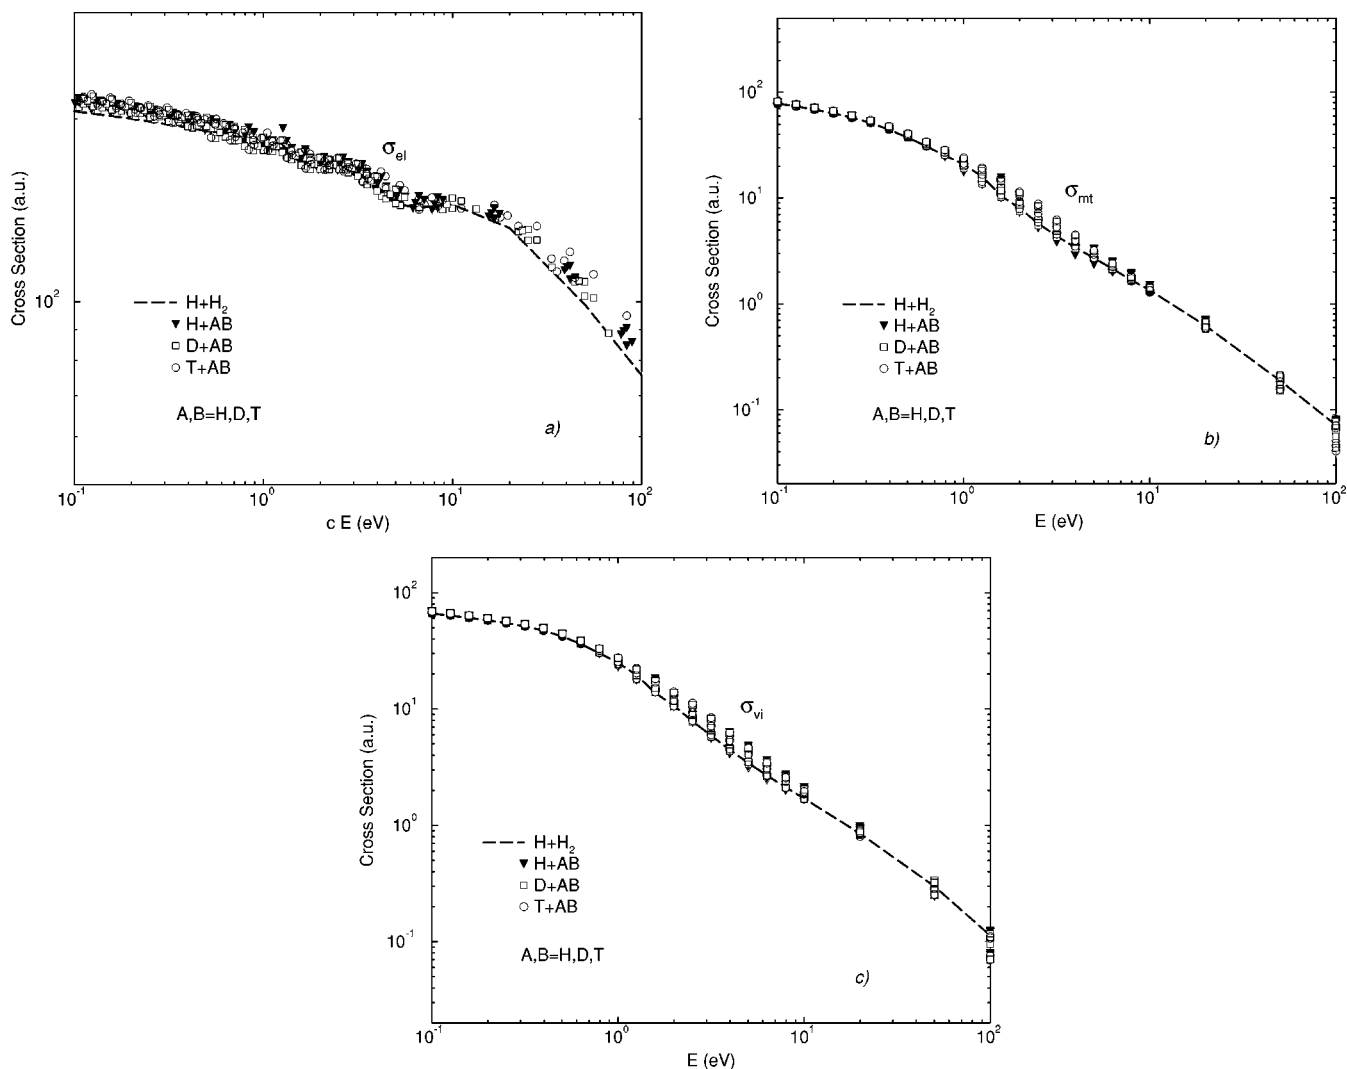 Cross Section (a.u.)
10²
σel
H+H₂
H+AB
D+AB
T+AB
A,B=H,D,T
a)
10⁻¹ 10⁰ 10¹ 10²
c E (eV)
Cross Section (a.u.)
10²
10¹
10⁰
10⁻¹
σmt
H+H₂
H+AB
D+AB
T+AB
A,B=H,D,T
b)
10⁻¹ 10⁰ 10¹ 10²
E (eV)
Cross Section (a.u.)
10²
10¹
10⁰
10⁻¹
σvi
H+H₂
H+AB
D+AB
T+AB
A,B=H,D,T
c)
10⁻¹ 10⁰ 10¹ 10²
E (eV)